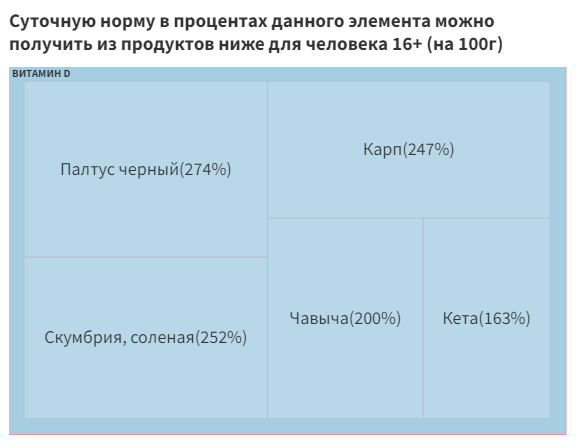 Суточную норму в процентах данного элемента можно
получить из продуктов ниже для человека 16+ (на 100г)
ВИТАМИН D
Палтус черный(274%)
Карп(247%)
Скумбрия, соленая(252%)
Чавыча(200%)
Кета(163%)